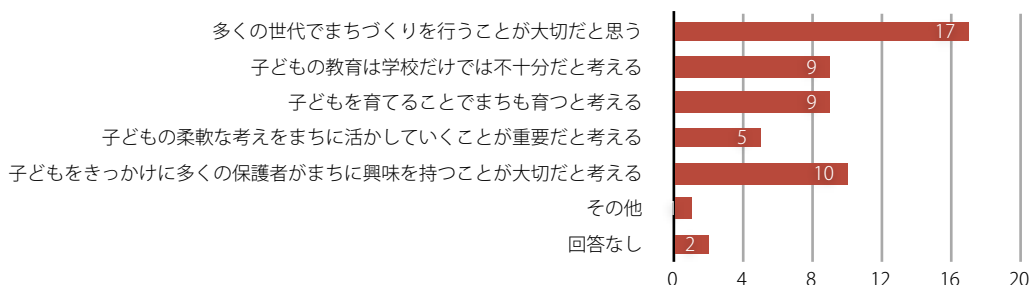 多くの世代でまちづくりを行うことが大切だと思う 17
子どもの教育は学校だけでは不十分だと考える 9
子どもを育てることでまちも育つと考える 9
子どもの柔軟な考えをまちに活かしていくことが重要だと考える 5
子どもをきっかけに多くの保護者がまちに興味を持つことが大切だと考える 10
その他
回答なし 2
0 4 8 12 16 20